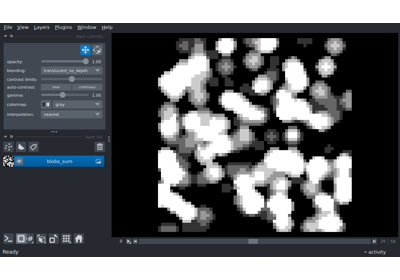 File View Layers Plugins Window Help
opacity: 1.00
blending: translucent_no_depth
contrast limits:
auto-contrast: once continuous
gamma: 1.00
colormap: gray
interpolation: nearest
blobs_sum
Ready
activity